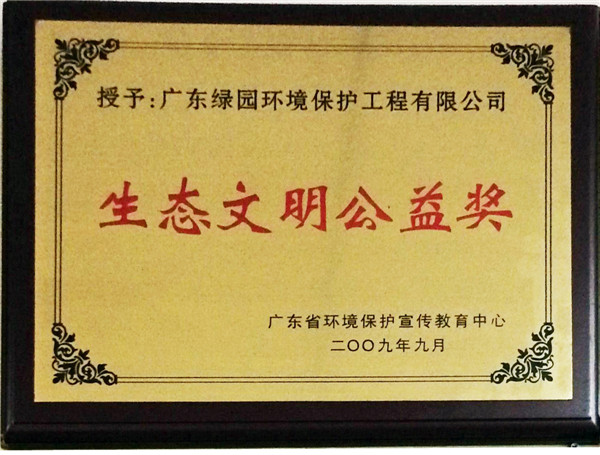 授予:广东绿园环境保护工程有限公司
生态文明公益奖
广东省环境保护宣传教育中心
二〇〇九年九月